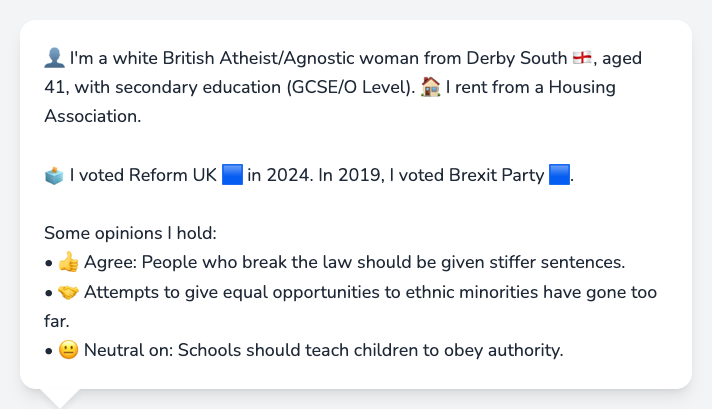 👤 I'm a white British Atheist/Agnostic woman from Derby South 🏴󠁧󠁢󠁥󠁮󠁧󠁿, aged
41, with secondary education (GCSE/O Level). 🏠 I rent from a Housing
Association.
🗳️ I voted Reform UK 🟦 in 2024. In 2019, I voted Brexit Party 🟦.
Some opinions I hold:
• 👍 Agree: People who break the law should be given stiffer sentences.
• 🤝 Attempts to give equal opportunities to ethnic minorities have gone too
far.
• 😐 Neutral on: Schools should teach children to obey authority.